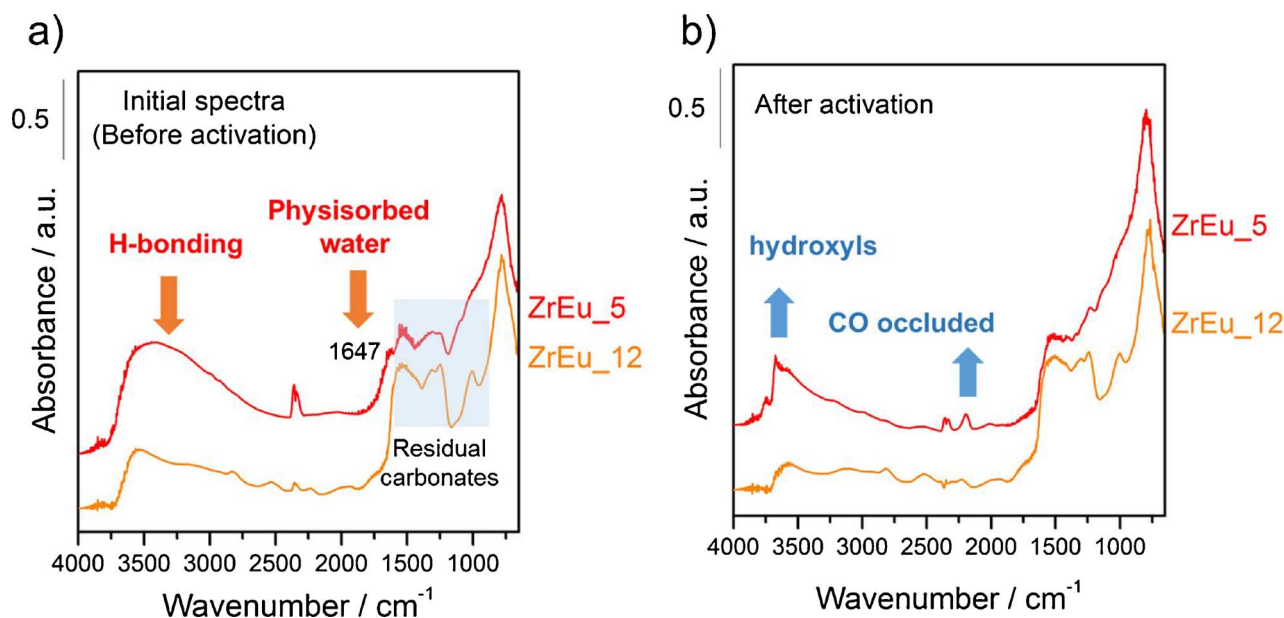 a)
0.5
Initial spectra
(Before activation)
H-bonding
Physisorbed
water
1647
ZrEu_5
ZrEu_12
Residual
carbonates
Absorbance / a.u.
4000 3500 3000 2500 2000 1500 1000
Wavenumber / cm⁻¹
b)
0.5
After activation
hydroxyls
CO occluded
ZrEu_5
ZrEu_12
Absorbance / a.u.
4000 3500 3000 2500 2000 1500 1000
Wavenumber / cm⁻¹